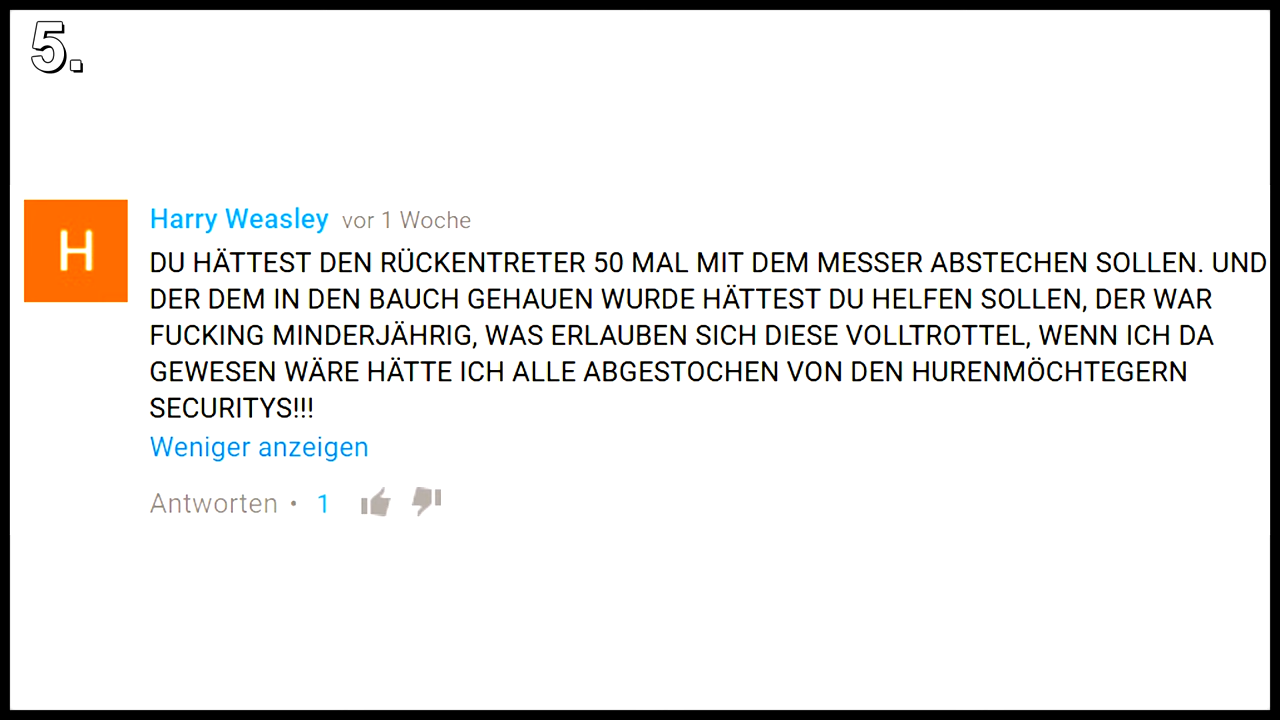 5.
H
Harry Weasley vor 1 Woche
DU HÄTTEST DEN RÜCKENTRETER 50 MAL MIT DEM MESSER ABSTECHEN SOLLEN. UND
DER DEM IN DEN BAUCH GEHAUEN WURDE HÄTTEST DU HELFEN SOLLEN, DER WAR
FUCKING MINDERJÄHRIG, WAS ERLAUBEN SICH DIESE VOLLTROTTEL, WENN ICH DA
GEWESEN WÄRE HÄTTE ICH ALLE ABGESTOCHEN VON DEN HURENMÖCHTEGERN
SECURITYS!!!
Weniger anzeigen
Antworten • 1